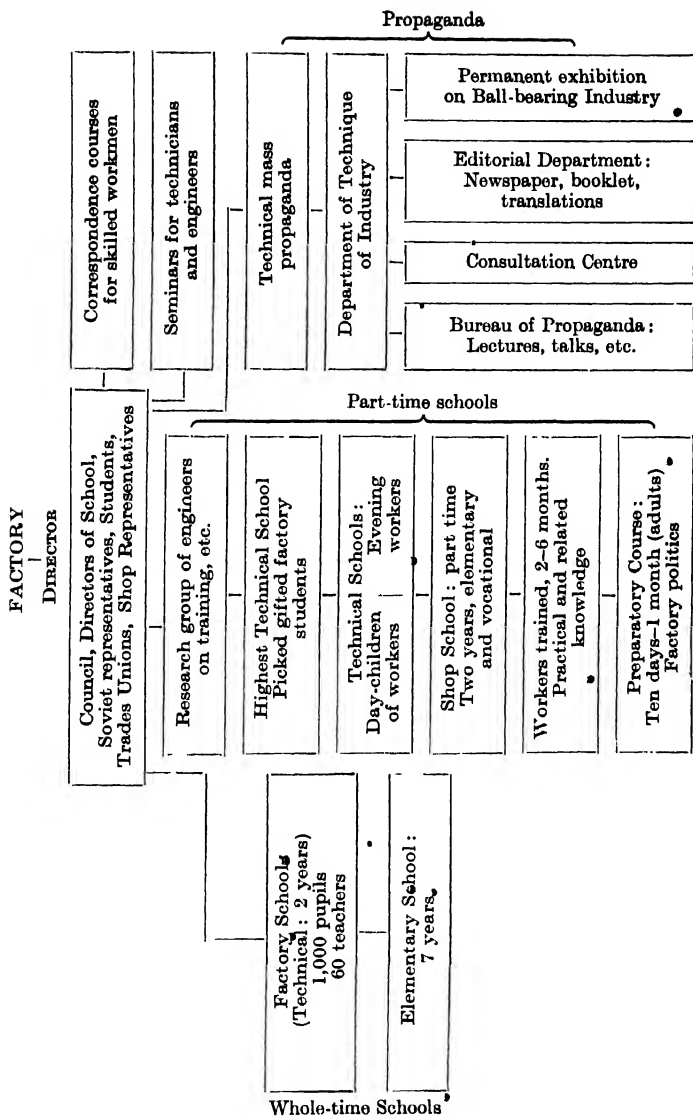 FACTORY
DIRECTOR
Council, Directors of School,
Soviet representatives, Students,
Trades Unions, Shop Representatives
Correspondence courses
for skilled workmen
Seminars for technicians
and engineers
Propaganda
Technical mass
propaganda
Department of Technique
of Industry
Permanent exhibition
on Ball-bearing Industry
Editorial Department:
Newspaper, booklet,
translations
Consultation Centre
Bureau of Propaganda:
Lectures, talks, etc.
Part-time schools
Research group of engineers
on training, etc.
Highest Technical School
Picked gifted factory
students
Technical Schools:
Day-children of workers
Evening workers
Shop School: part time
Two years, elementary
and vocational
Workers trained, 2–6 months.
Practical and related
knowledge
Preparatory Course:
Ten days–1 month (adults)
Factory politics
Whole-time Schools
Factory Schools
(Technical: 2 years)
1,000 pupils
60 teachers
Elementary School:
7 years